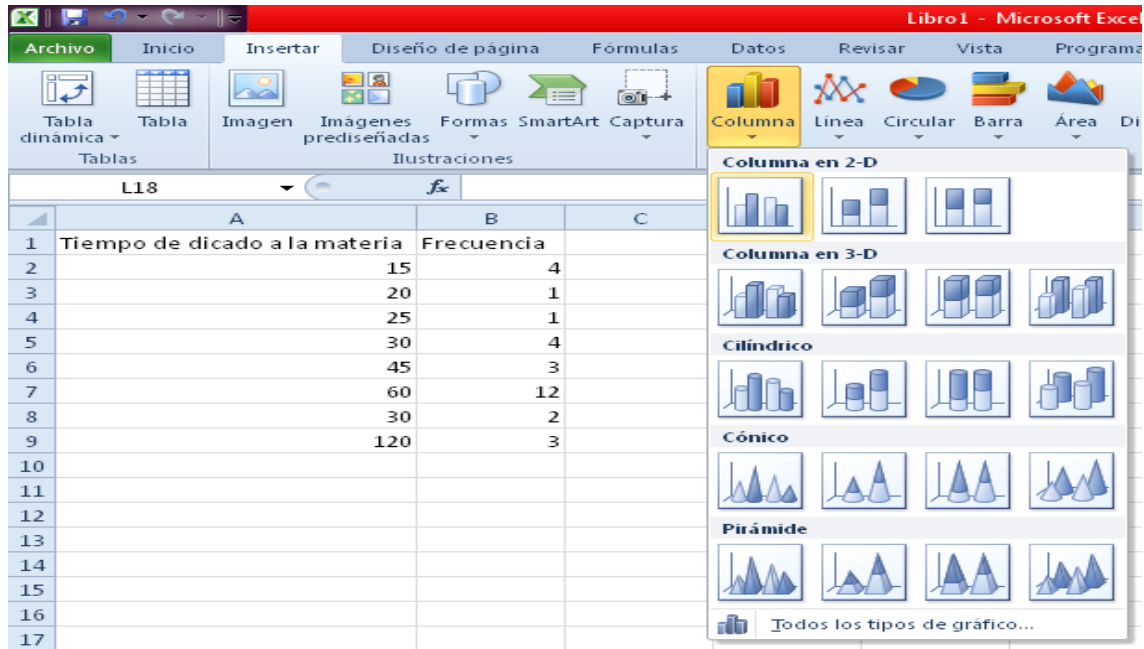 Libro1 - Microsoft Excel
Archivo Inicio Insertar Diseño de página Fórmulas Datos Revisar Vista Programa
Tabla dinámica Tabla Imagen Imágenes prediseñadas Formas SmartArt Captura Columna Línea Circular Barra Área Di
Tablas Ilustraciones
L18 fx
A B C
1 Tiempo de dicado a la materia Frecuencia
2 15 4
3 20 1
4 25 1
5 30 4
6 45 3
7 60 12
8 30 2
9 120 3
10
11
12
13
14
15
16
17
Columna en 2-D
Columna en 3-D
Cilíndrico
Cónico
Pirámide
Todos los tipos de gráfico...